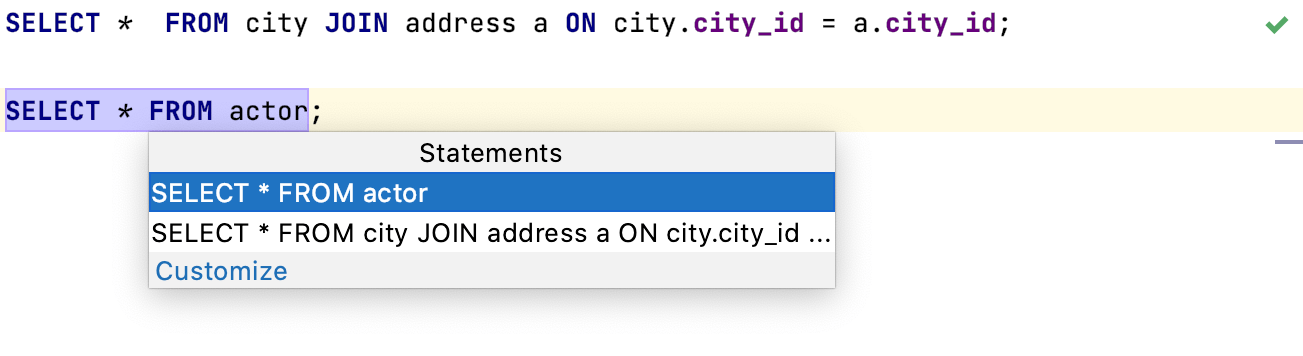 SELECT *  FROM city JOIN address a ON city.city_id = a.city_id;
SELECT * FROM actor;
Statements
SELECT * FROM actor
SELECT * FROM city JOIN address a ON city.city_id ...
Customize